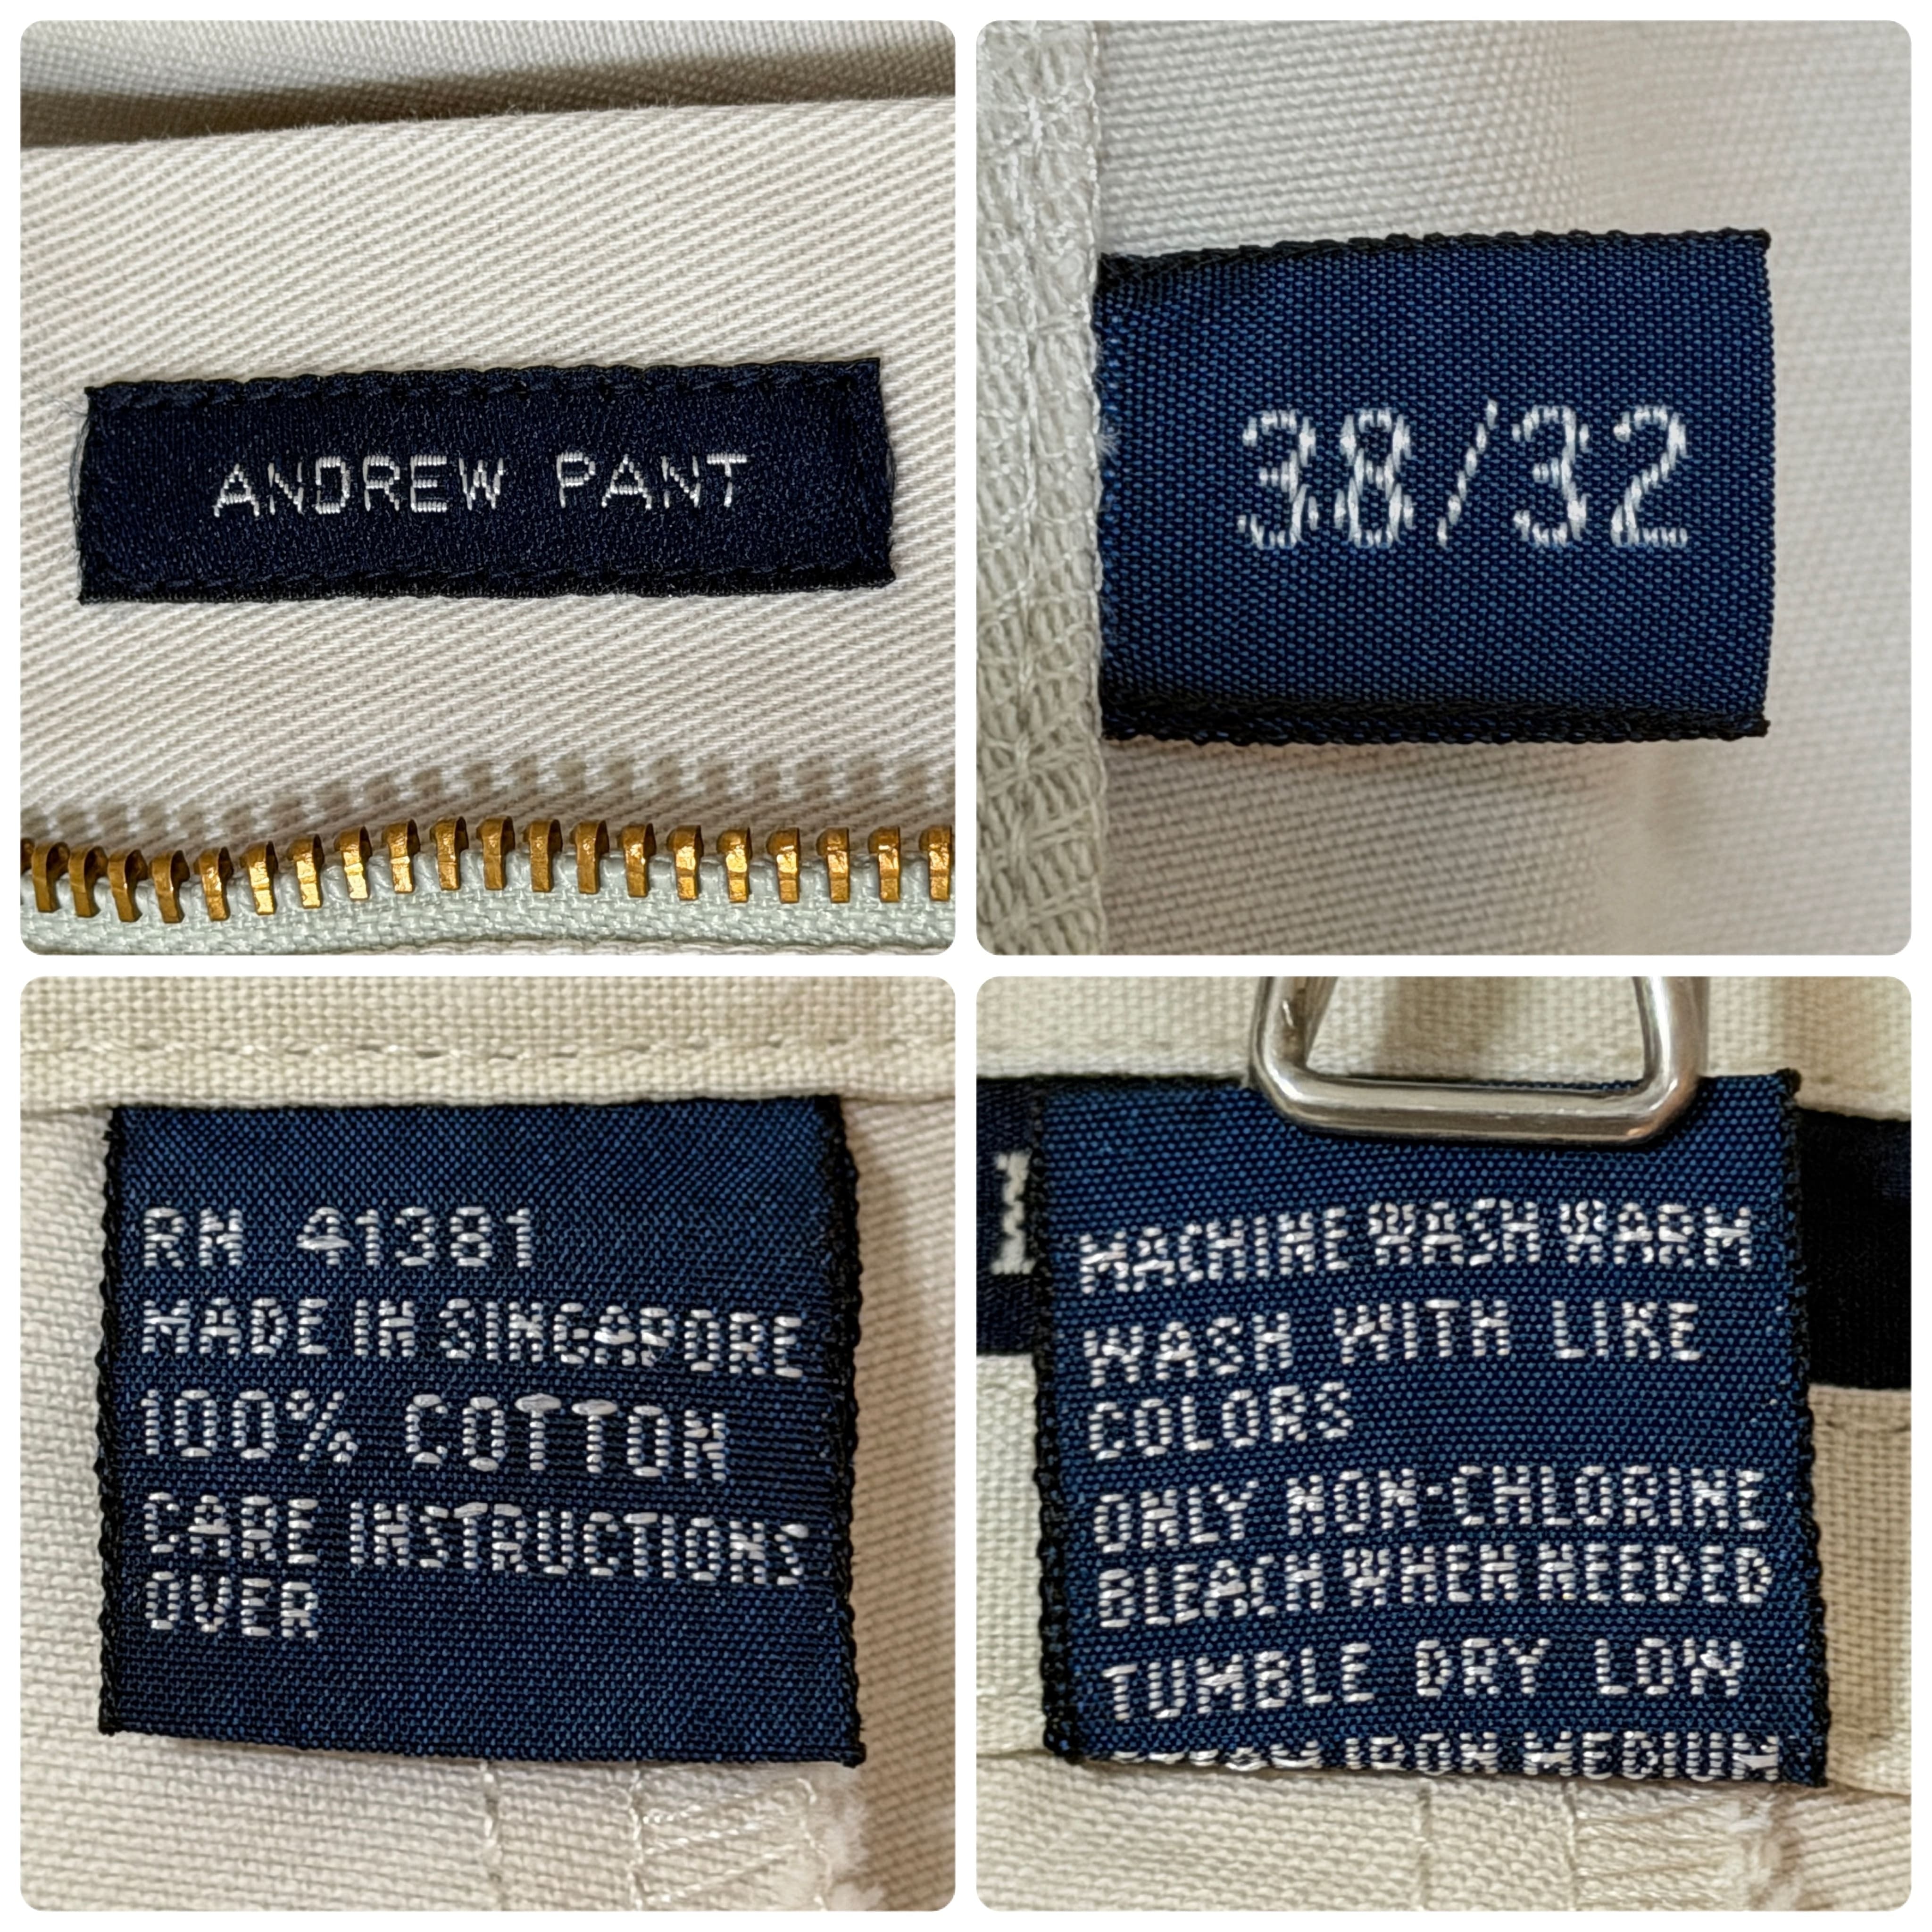 ANDREW PANT
38/32
RN 41381
MADE IN SINGAPORE
100% COTTON
CARE INSTRUCTIONS
OVER
MACHINE WASH WARM
WASH WITH LIKE
COLORS
ONLY NON-CHLORINE
BLEACH WHEN NEEDED
TUMBLE DRY LOW
IRON MEDIUM